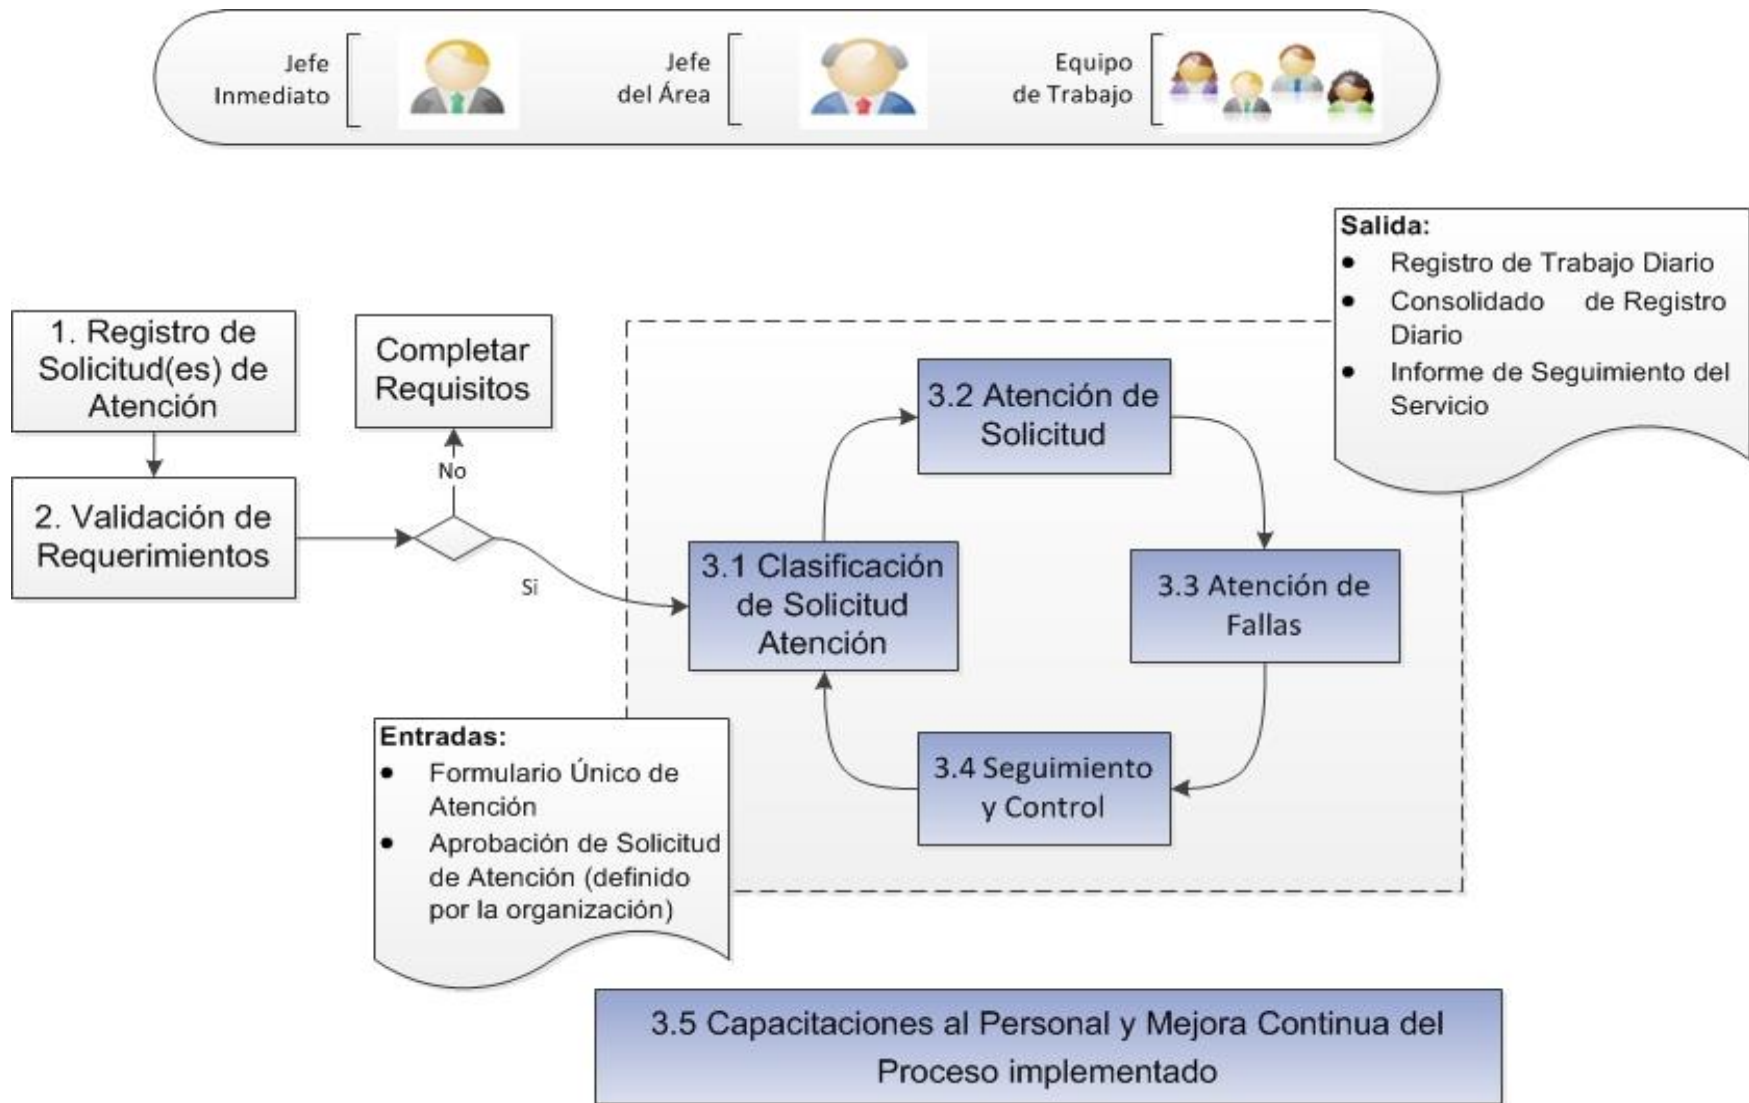 Jefe
Inmediato
Jefe
del Área
Equipo
de Trabajo
Salida:
● Registro de Trabajo Diario
● Consolidado de Registro
Diario
● Informe de Seguimiento del
Servicio
1. Registro de
Solicitud(es) de
Atención
Completar
Requisitos
No
2. Validación de
Requerimientos
Si
3.1 Clasificación
de Solicitud
Atención
3.2 Atención de
Solicitud
3.3 Atención de
Fallas
3.4 Seguimiento
y Control
Entradas:
● Formulario Único de
Atención
● Aprobación de Solicitud
de Atención (definido
por la organización)
3.5 Capacitaciones al Personal y Mejora Continua del
Proceso implementado